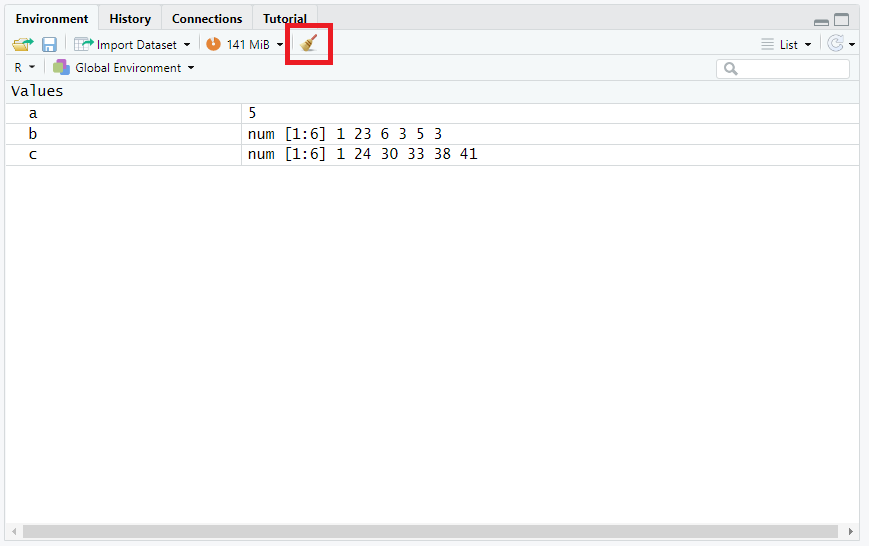 Environment History Connections Tutorial
Import Dataset 141 MiB List
R Global Environment
Values
a 5
b num [1:6] 1 23 6 3 5 3
c num [1:6] 1 24 30 33 38 41